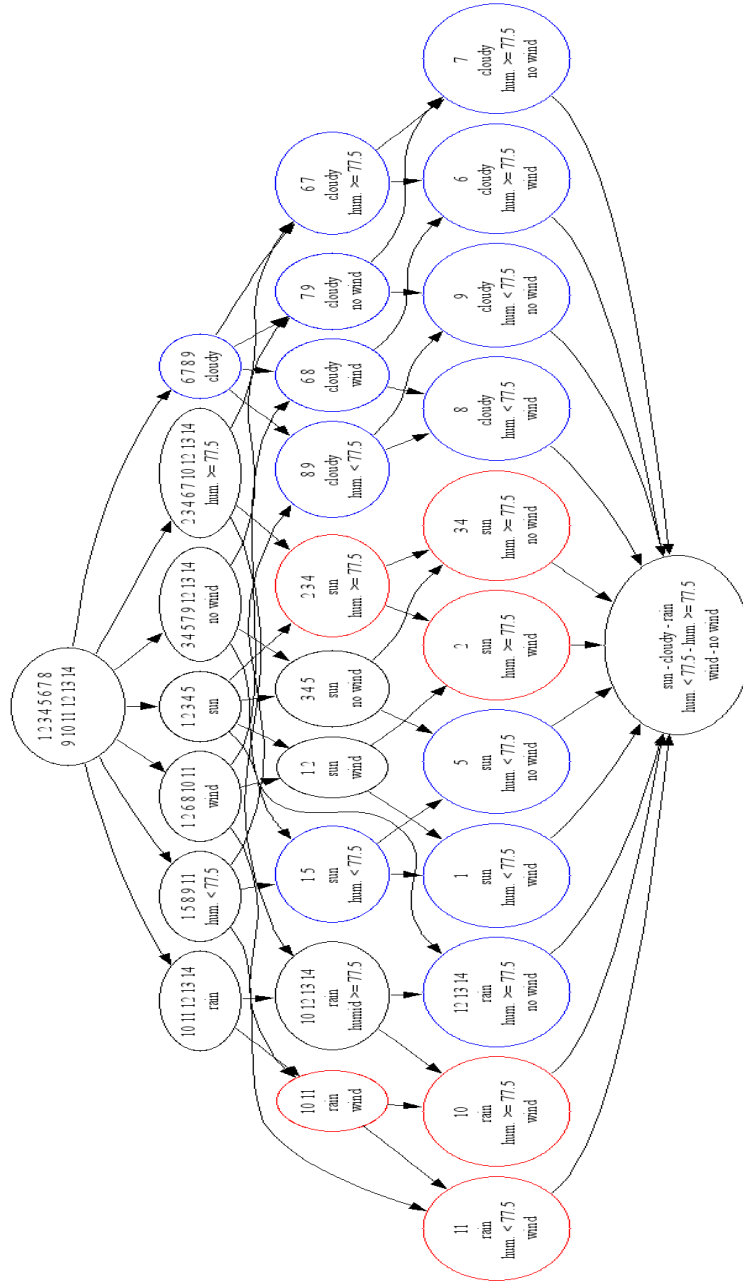 1 2 3 4 5 6 7 8
9 10 11 12 13 14
10 11 12 13 14
rain
1 5 8 9 11
hum. < 77.5
1 2 6 8 10 11
wind
1 2 3 4 5
sun
3 4 5 7 9 12 13 14
no wind
2 3 4 6 7 10 12 13 14
hum. >= 77.5
6 7 8 9
cloudy
10 11
rain
wind
10 12 13 14
rain
humid >= 77.5
1 5
sun
hum. < 77.5
1 2
sun
wind
3 4 5
sun
no wind
2 3 4
sun
hum. >= 77.5
8 9
cloudy
hum. < 77.5
6 8
cloudy
wind
7 9
cloudy
no wind
6 7
cloudy
hum. >= 77.5
11
rain
hum. < 77.5
wind
10
rain
hum. >= 77.5
wind
12 13 14
rain
hum. >= 77.5
no wind
1
sun
hum. < 77.5
wind
5
sun
hum. < 77.5
no wind
2
sun
hum. >= 77.5
wind
3 4
sun
hum. >= 77.5
no wind
8
cloudy
hum. < 77.5
wind
9
cloudy
hum. < 77.5
no wind
6
cloudy
hum. >= 77.5
wind
7
cloudy
hum. >= 77.5
no wind
sun - cloudy - rain
hum. < 77.5 - hum. >= 77.5
wind - no wind